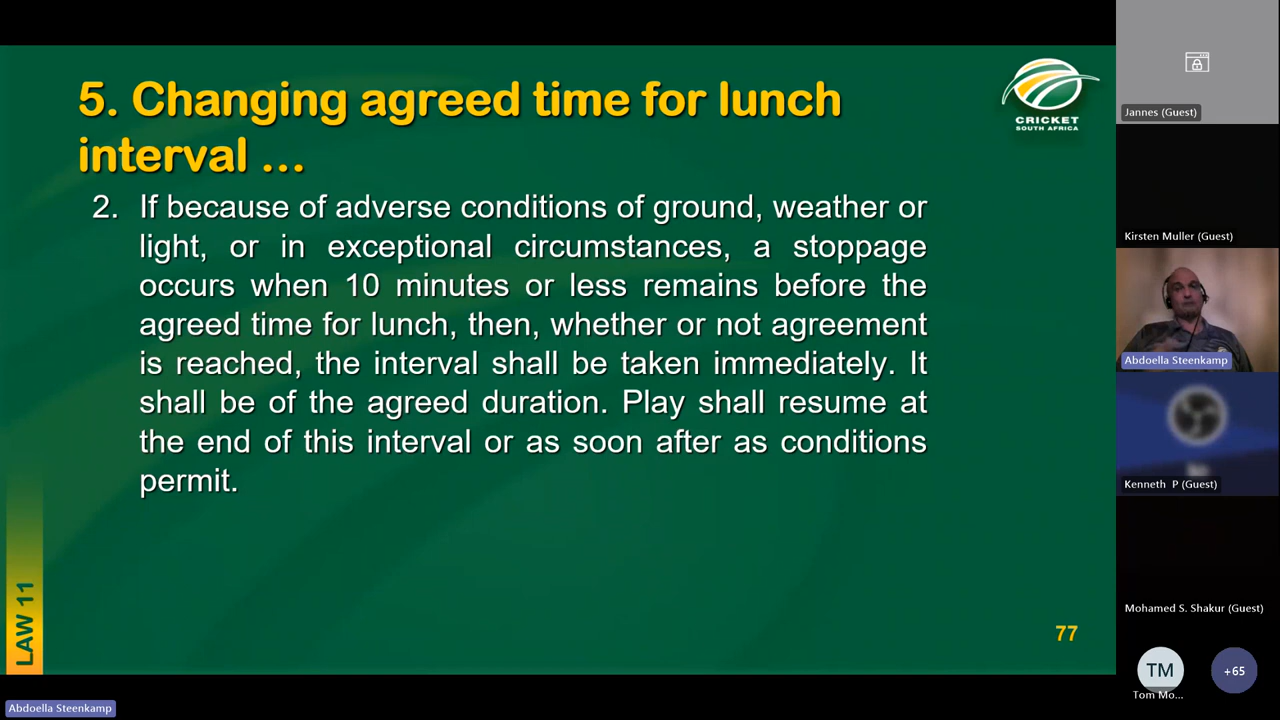 5. Changing agreed time for lunch
interval ...
CRICKET
SOUTH AFRICA
2. If because of adverse conditions of ground, weather or
light, or in exceptional circumstances, a stoppage
occurs when 10 minutes or less remains before the
agreed time for lunch, then, whether or not agreement
is reached, the interval shall be taken immediately. It
shall be of the agreed duration. Play shall resume at
the end of this interval or as soon after as conditions
permit.
LAW 11
77
Abdoella Steenkamp
Jannes (Guest)
Kirsten Muller (Guest)
Abdoella Steenkamp
Kenneth P (Guest)
Mohamed S. Shakur (Guest)
TM
Tom Mo...
+65